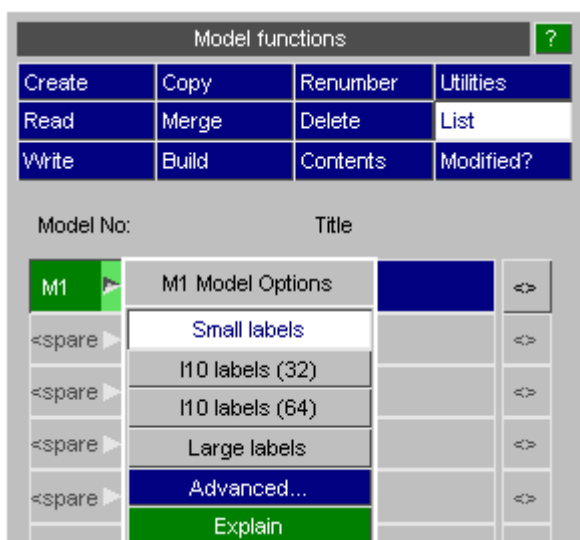 Model functions ?
Create Copy Renumber Utilities
Read Merge Delete List
Write Build Contents Modified?
Model No: Title
M1 M1 Model Options <>
Small labels
<spare <>
I10 labels (32)
<spare <>
I10 labels (64)
<spare Large labels <>
<spare Advanced... <>
Explain